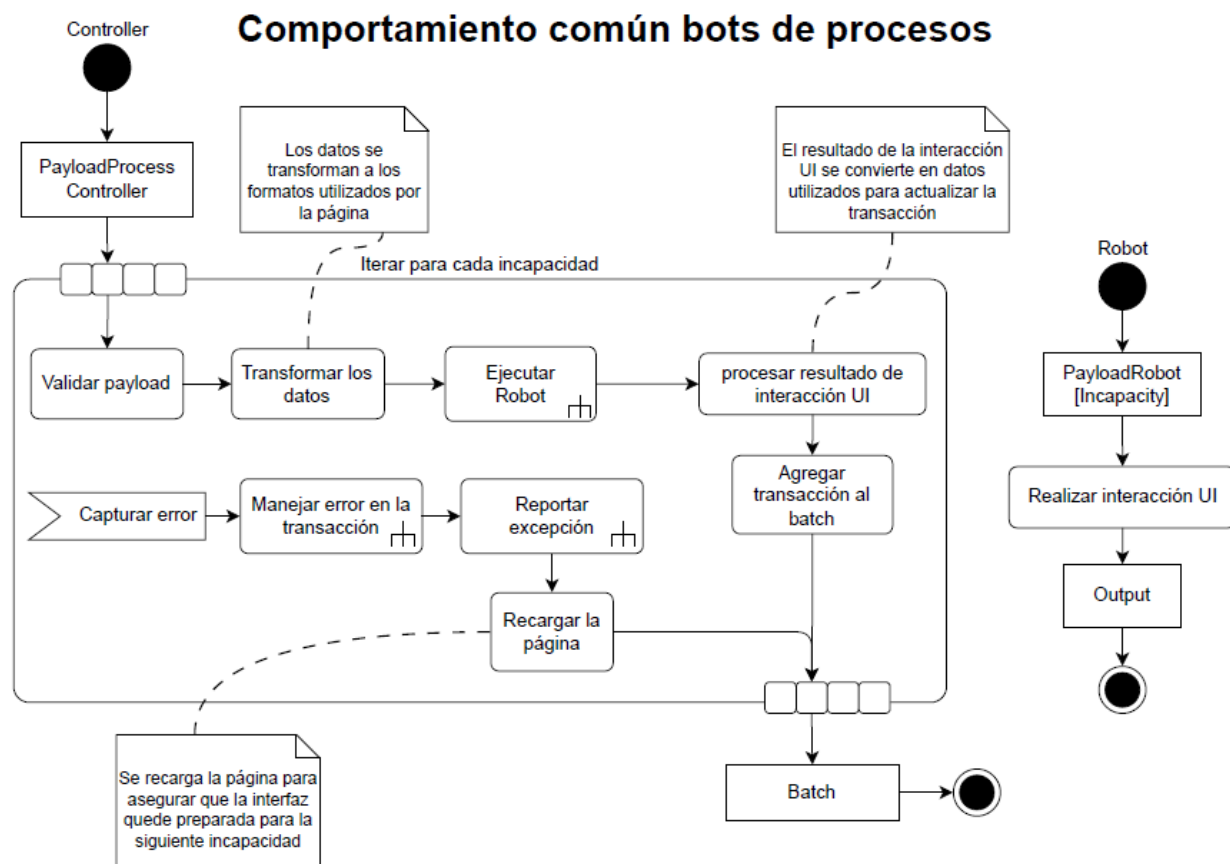 Comportamiento común bots de procesos
Controller
PayloadProcess
Controller
Los datos se
transforman a los
formatos utilizados por
la página
El resultado de la interacción
UI se convierte en datos
utilizados para actualizar la
transacción
Iterar para cada incapacidad
Validar payload
Transformar los
datos
Ejecutar
Robot
procesar resultado de
interacción UI
Agregar
transacción al
batch
Capturar error
Manejar error en la
transacción
Reportar
excepción
Recargar la
página
Se recarga la página para
asegurar que la interfaz
quede preparada para la
siguiente incapacidad
Batch
Robot
PayloadRobot
[Incapacity]
Realizar interacción UI
Output